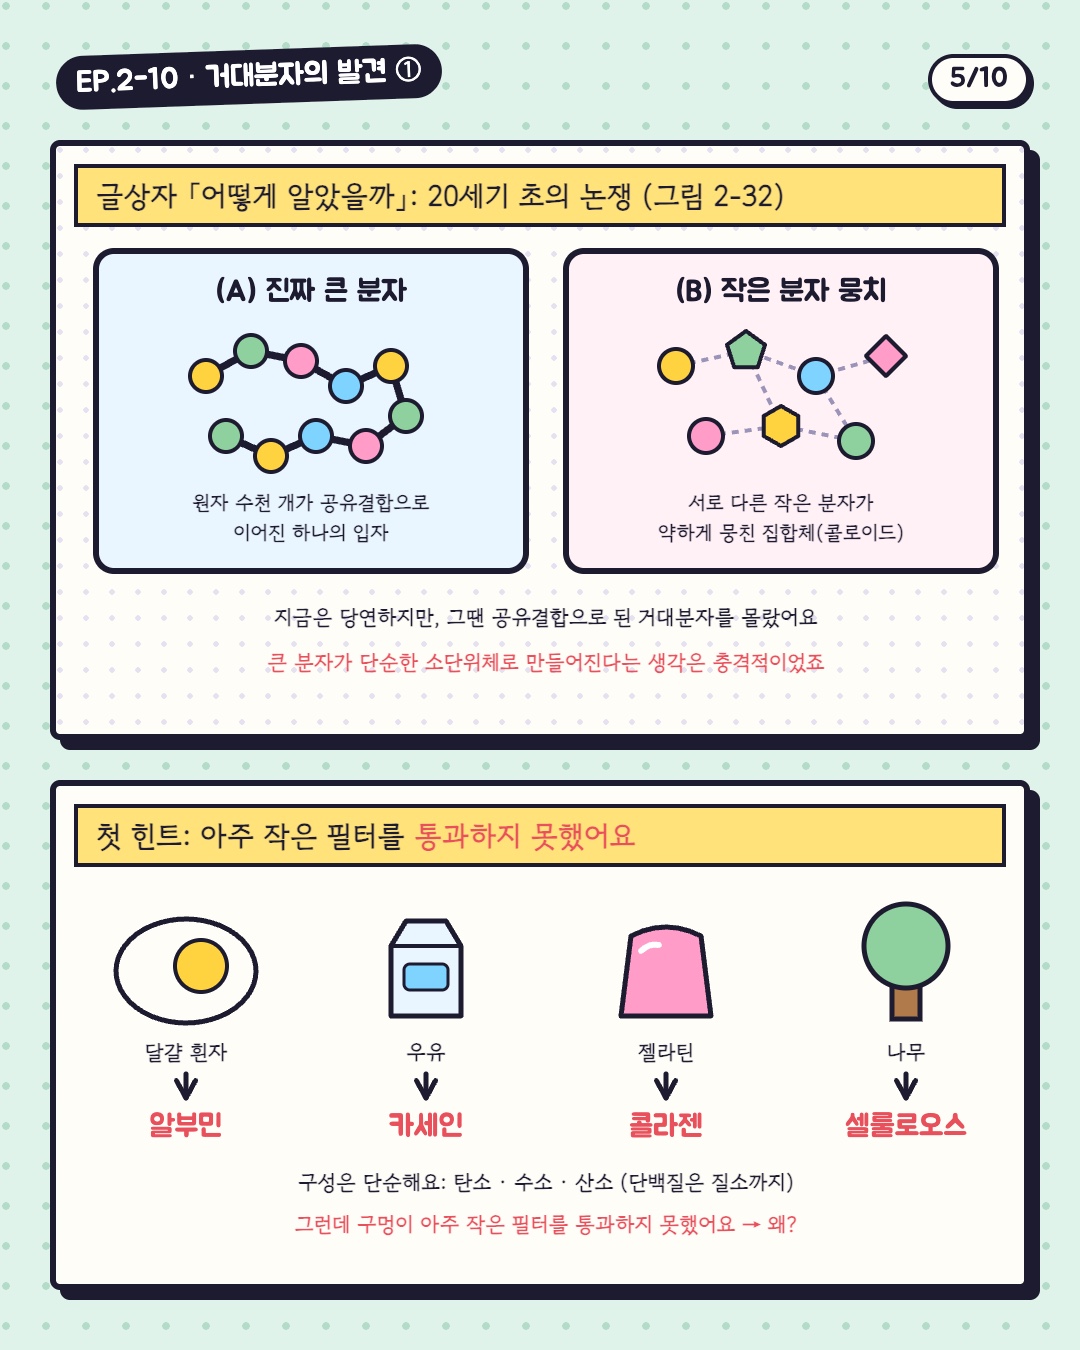 EP.2-10 · 거대분자의 발견 ①
5/10
글상자 「어떻게 알았을까」: 20세기 초의 논쟁 (그림 2-32)
(A) 진짜 큰 분자
원자 수천 개가 공유결합으로
이어진 하나의 입자
(B) 작은 분자 뭉치
서로 다른 작은 분자가
약하게 뭉친 집합체(콜로이드)
지금은 당연하지만, 그땐 공유결합으로 된 거대분자를 몰랐어요
큰 분자가 단순한 소단위체로 만들어진다는 생각은 충격적이었죠
첫 힌트: 아주 작은 필터를 통과하지 못했어요
달걀 흰자
우유
젤라틴
나무
알부민
카세인
콜라젠
셀룰로오스
구성은 단순해요: 탄소 · 수소 · 산소 (단백질은 질소까지)
그런데 구멍이 아주 작은 필터를 통과하지 못했어요 → 왜?